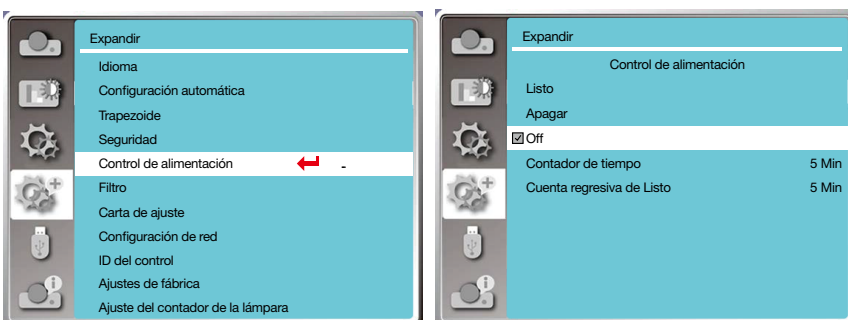 Expandir
Idioma
Configuración automática
Trapezoide
Seguridad
Control de alimentación
Filtro
Carta de ajuste
Configuración de red
ID del control
Ajustes de fábrica
Ajuste del contador de la lámpara
Expandir
Control de alimentación
Listo
Apagar
Off
Contador de tiempo 5 Min
Cuenta regresiva de Listo 5 Min